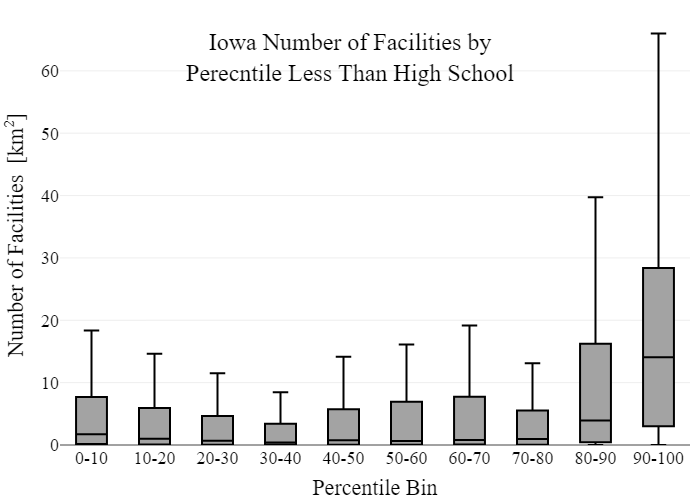 Iowa Number of Facilities by
Perecntile Less Than High School
Number of Facilities [km²]
60
50
40
30
20
10
0
0-10 10-20 20-30 30-40 40-50 50-60 60-70 70-80 80-90 90-100
Percentile Bin